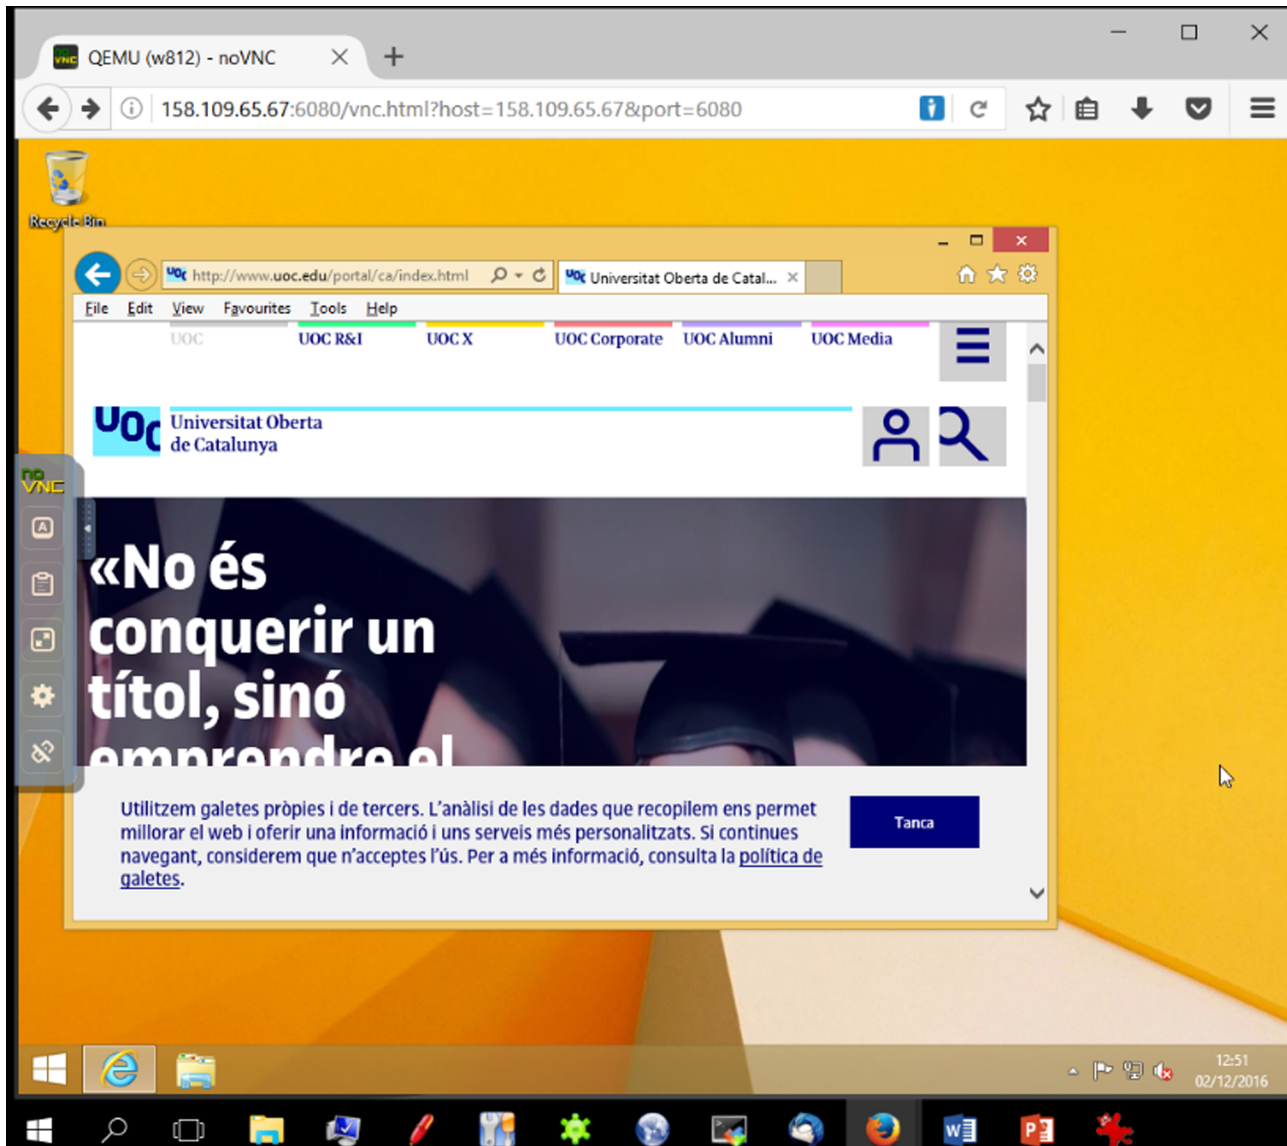 QEMU (w812) - noVNC
158.109.65.67:6080/vnc.html?host=158.109.65.67&port=6080
Recycle Bin
http://www.uoc.edu/portal/ca/index.html
Universitat Oberta de Catal...
File Edit View Favourites Tools Help
UOC UOC R&I UOC X UOC Corporate UOC Alumni UOC Media
UOC
Universitat Oberta
de Catalunya
no
VNC
A
«No és
conquerir un
títol, sinó
emprendre el
Utilitzem galetes pròpies i de tercers. L'anàlisi de les dades que recopilem ens permet
millorar el web i oferir una informació i uns serveis més personalitzats. Si continues
navegant, considerem que n'acceptes l'ús. Per a més informació, consulta la política de
galetes.
Tanca
12:51
02/12/2016